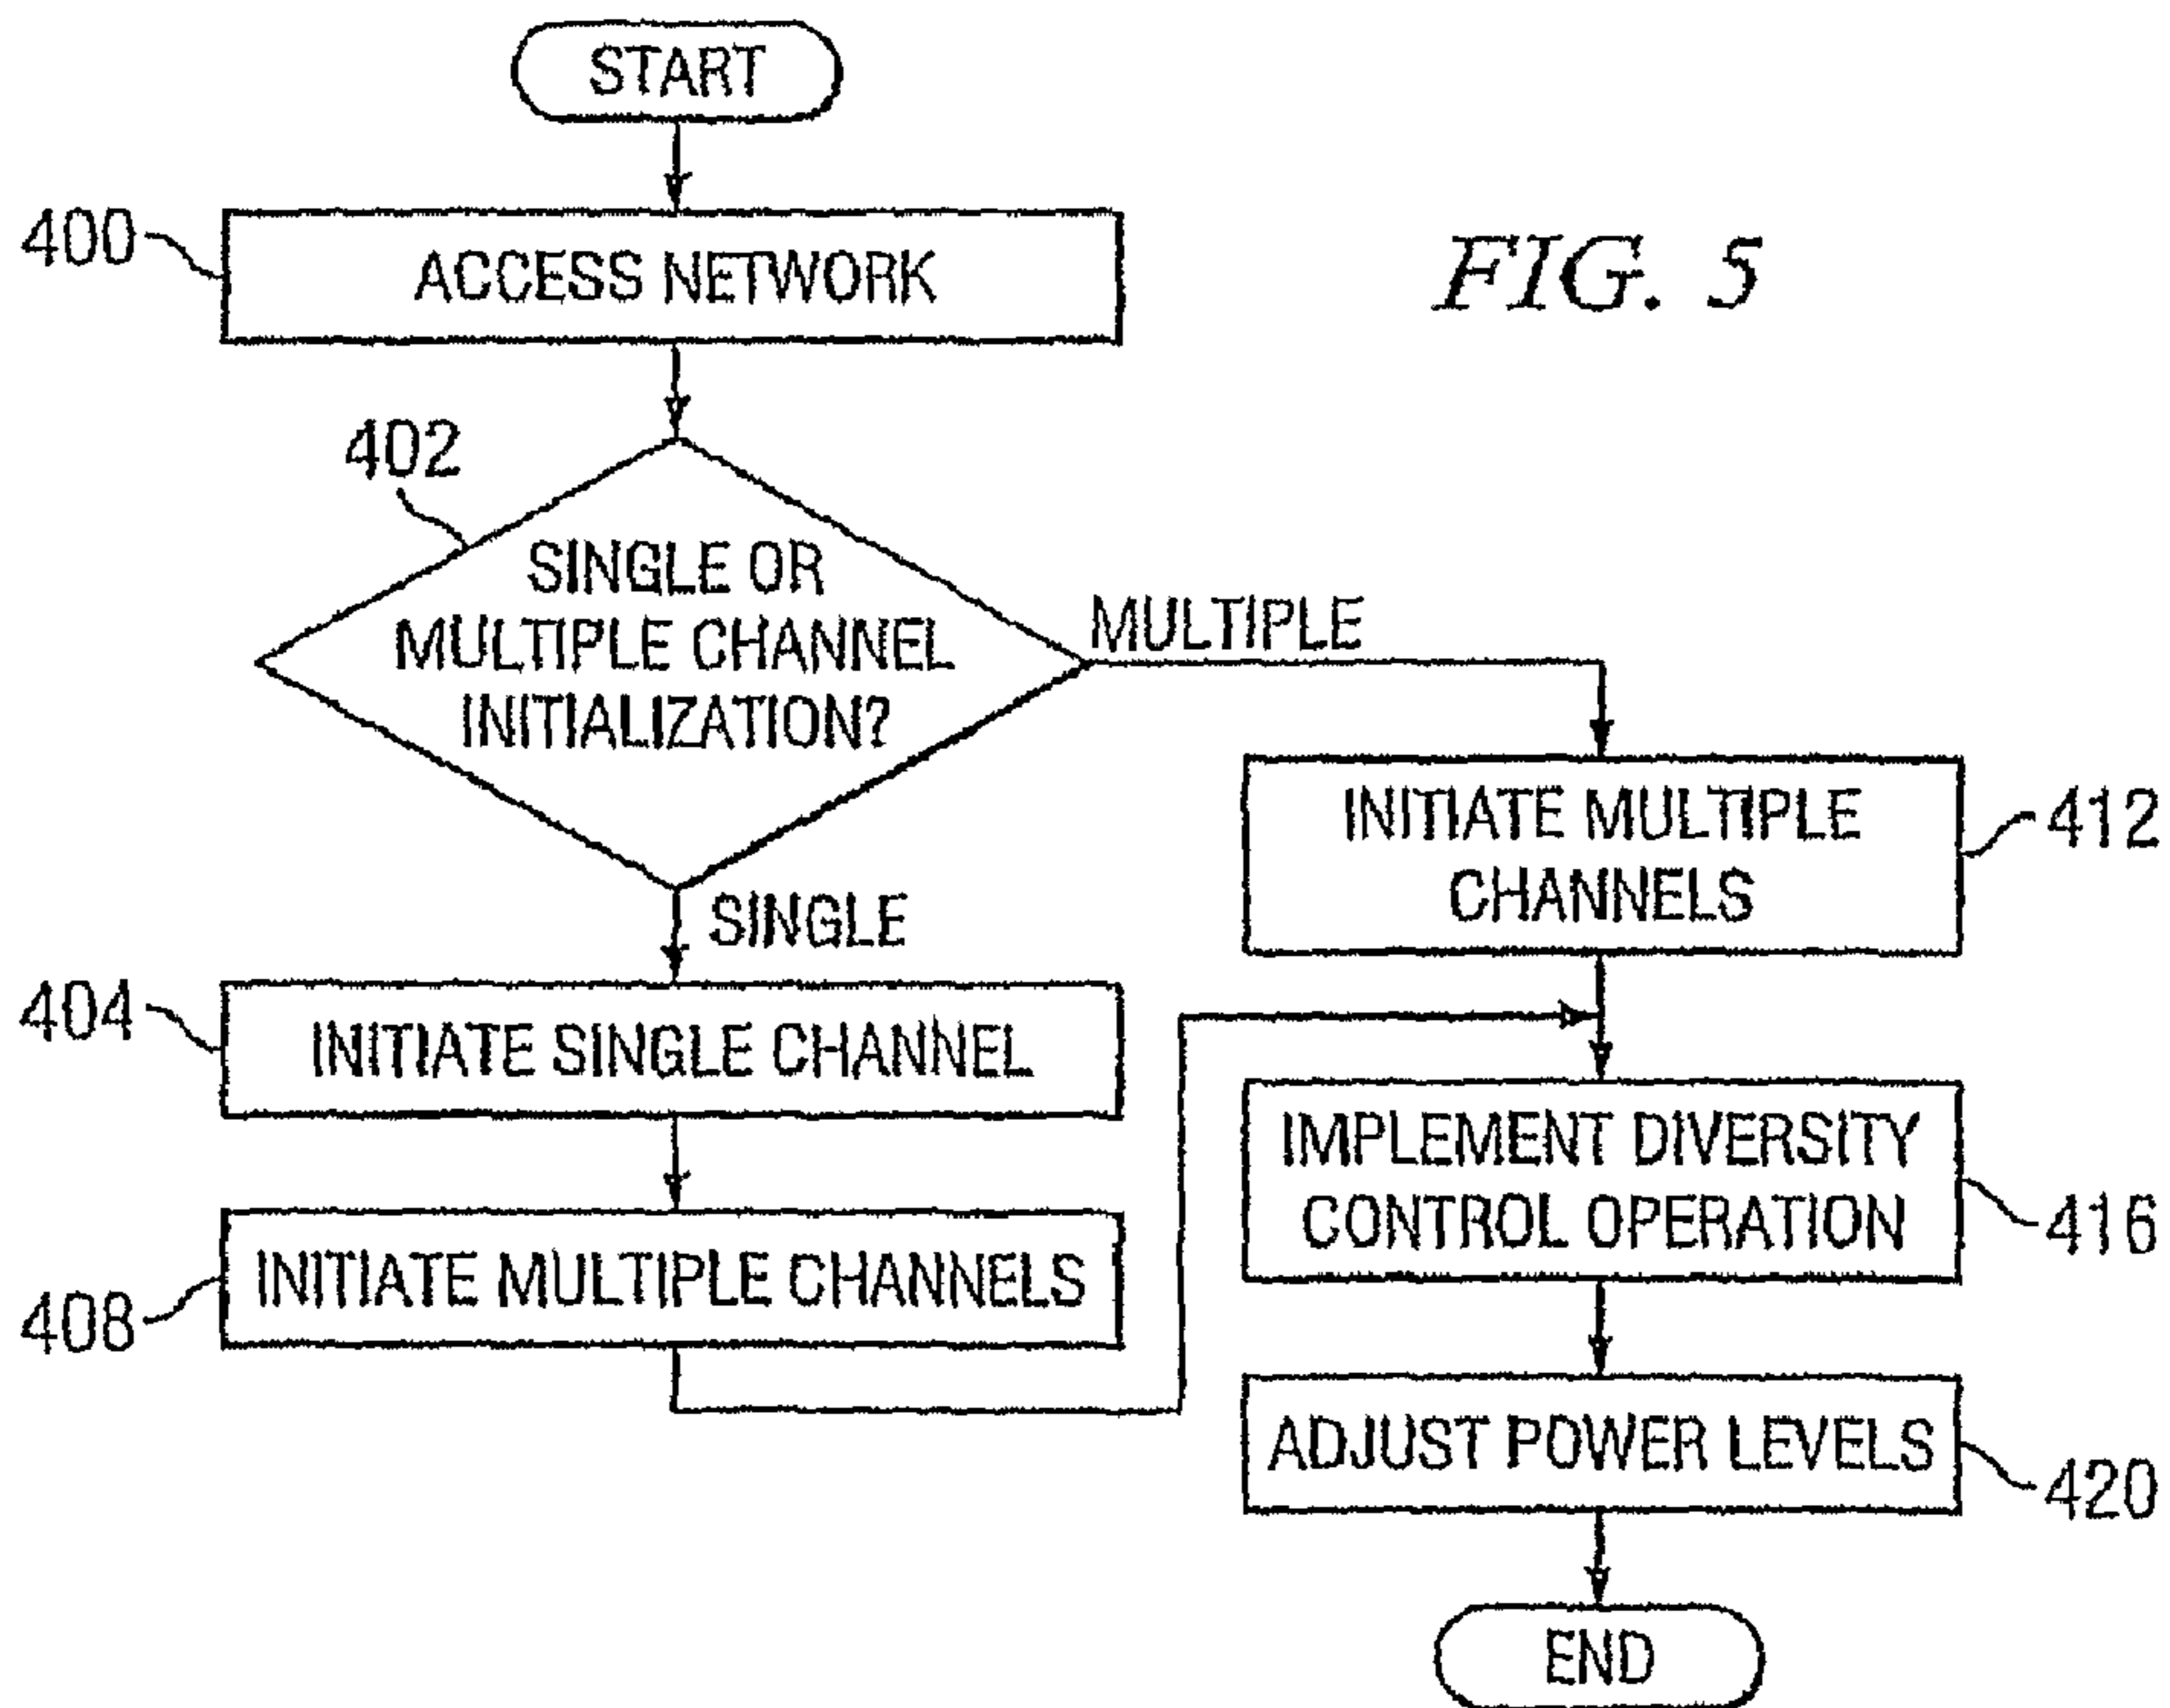 START
400
ACCESS NETWORK
FIG. 5
402
SINGLE OR
MULTIPLE CHANNEL
INITIALIZATION?
MULTIPLE
SINGLE
404
INITIATE SINGLE CHANNEL
408
INITIATE MULTIPLE CHANNELS
INITIATE MULTIPLE
CHANNELS
412
IMPLEMENT DIVERSITY
CONTROL OPERATION
416
ADJUST POWER LEVELS
420
END